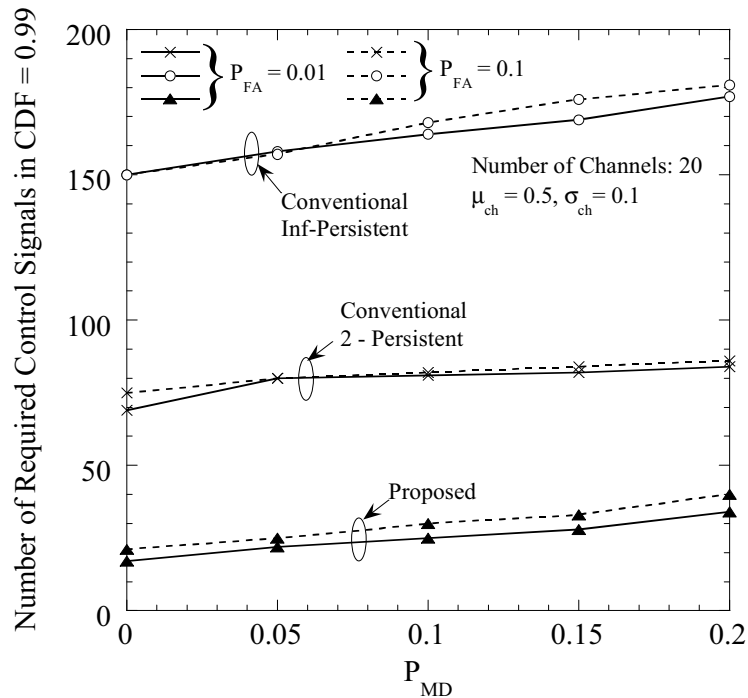 Number of Required Control Signals in CDF = 0.99
200
150
100
50
0
P_FA = 0.01
P_FA = 0.1
Number of Channels: 20
μ_ch = 0.5, σ_ch = 0.1
Conventional
Inf-Persistent
Conventional
2 - Persistent
Proposed
0 0.05 0.1 0.15 0.2
P_MD